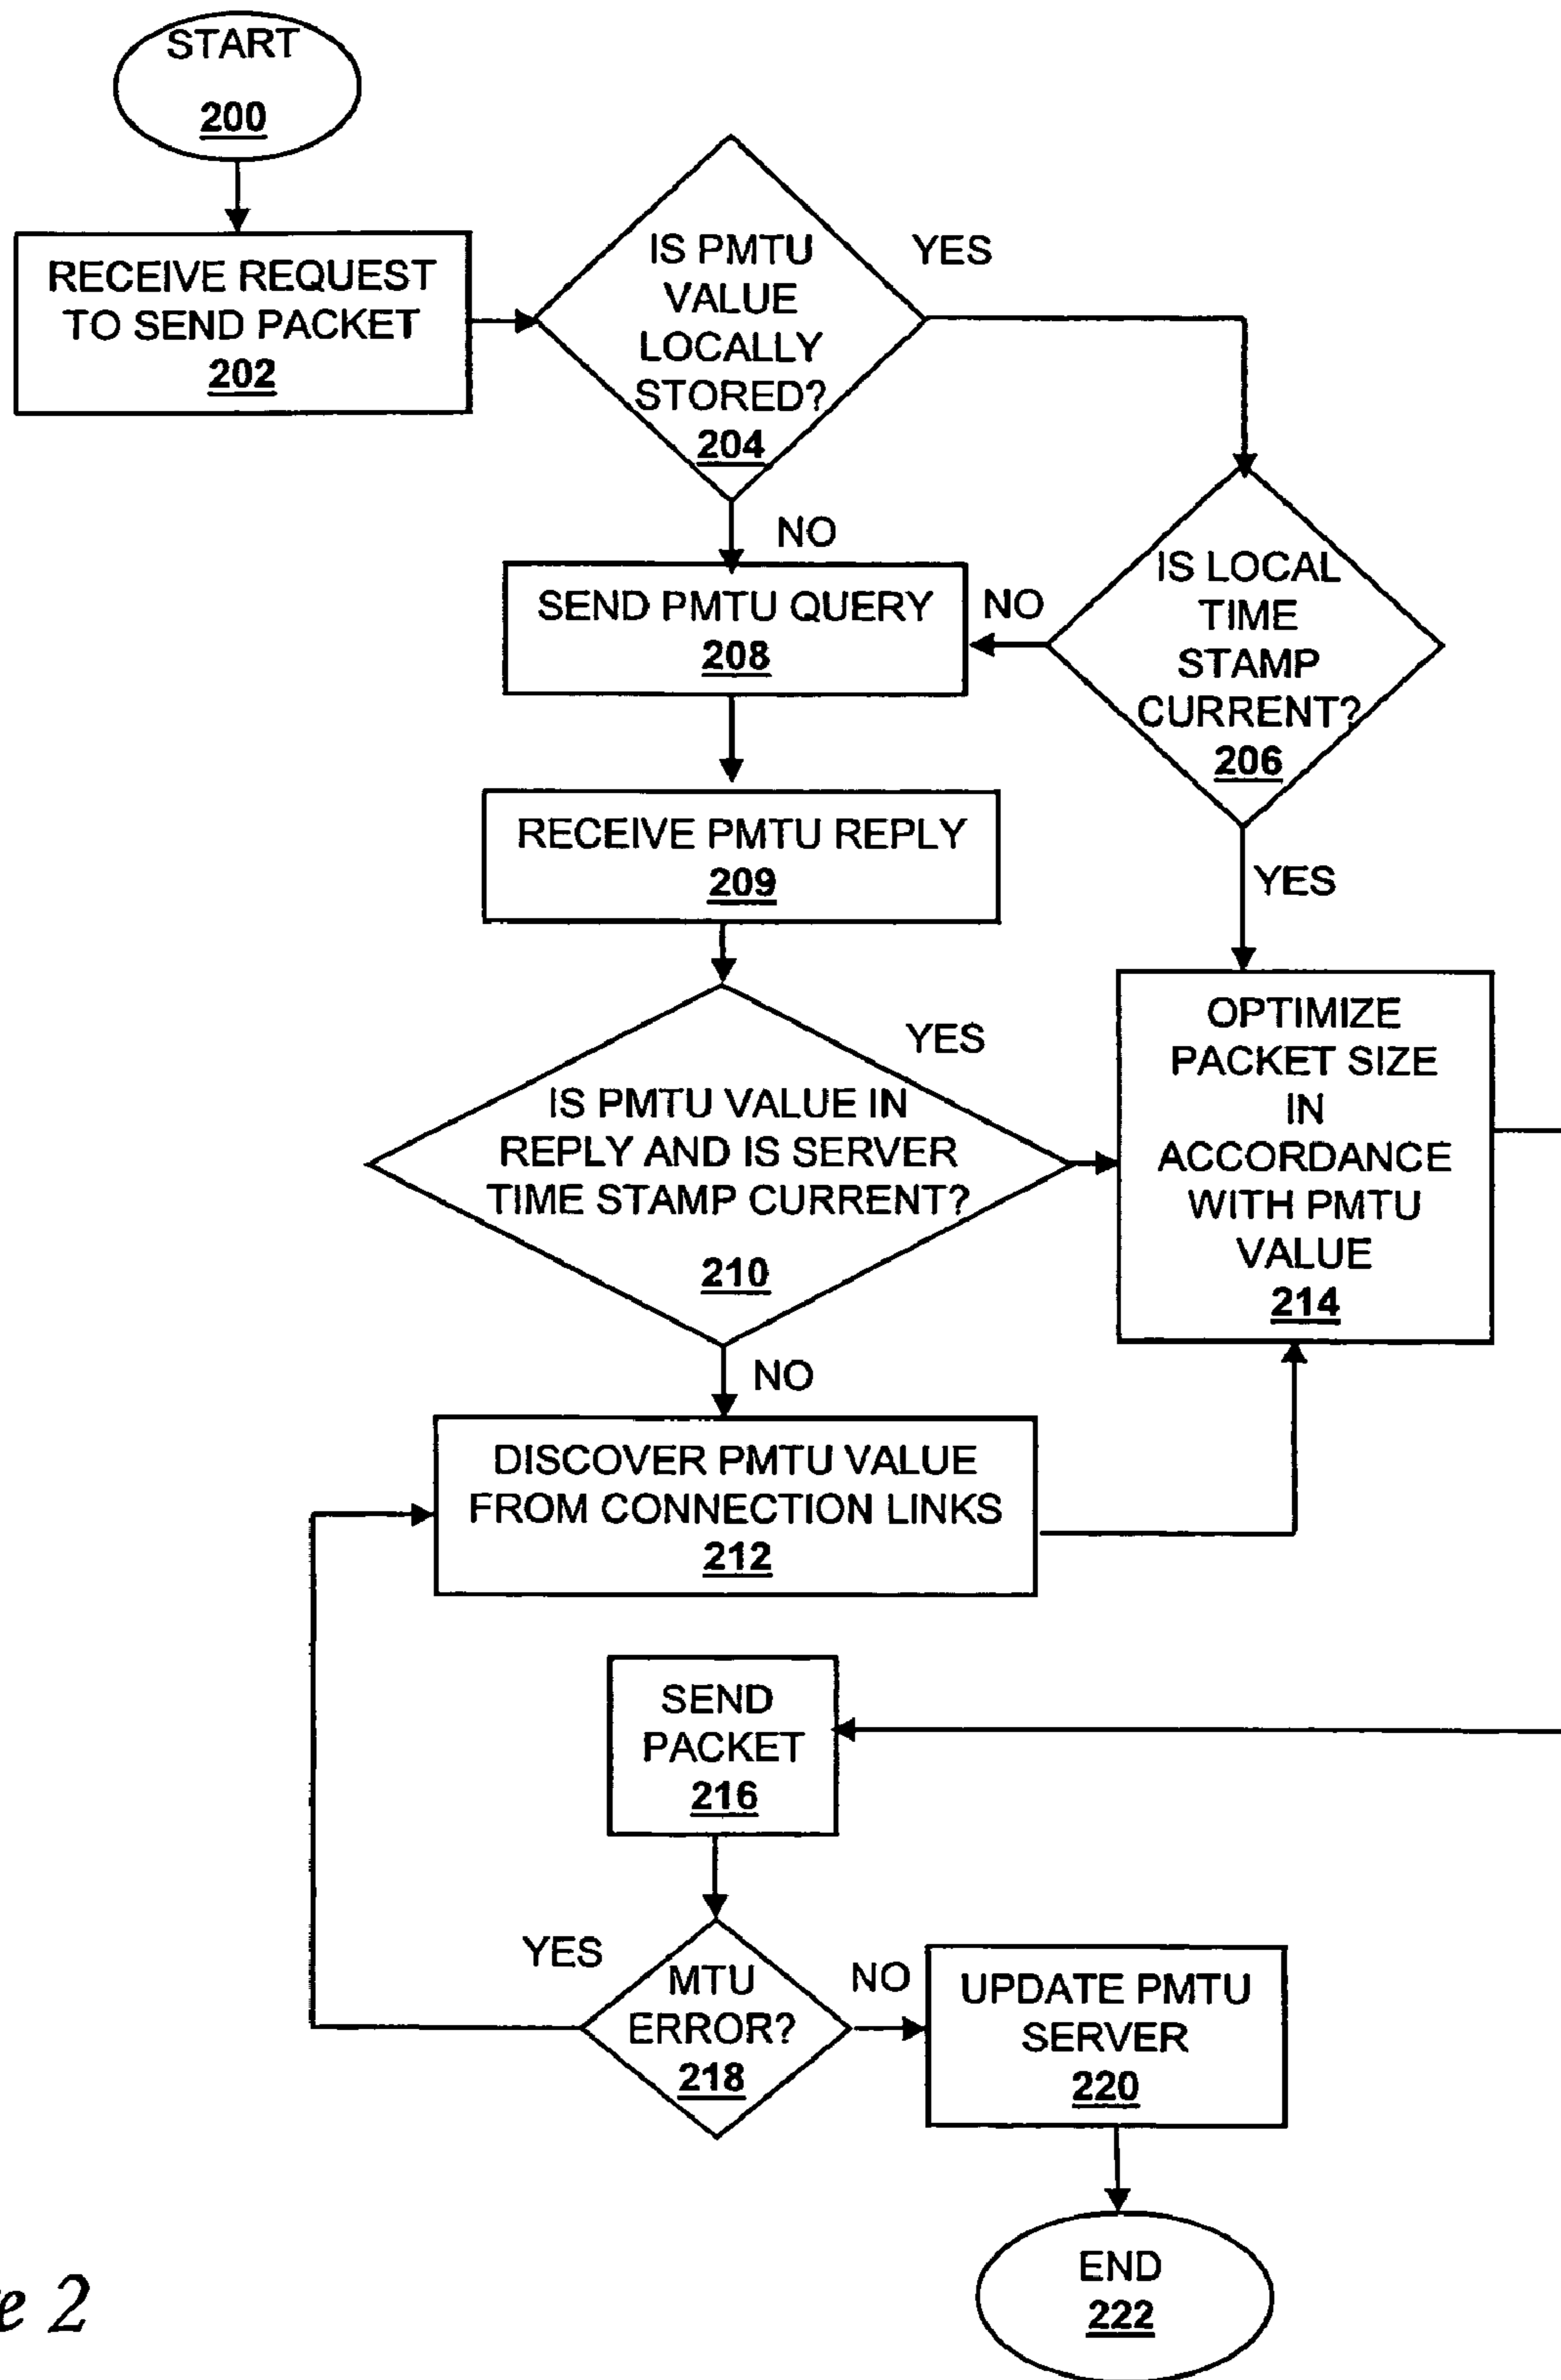 START
200
RECEIVE REQUEST
TO SEND PACKET
202
IS PMTU
VALUE
LOCALLY
STORED?
204
YES
NO
IS LOCAL
TIME
STAMP
CURRENT?
206
NO
YES
SEND PMTU QUERY
208
RECEIVE PMTU REPLY
209
IS PMTU VALUE IN
REPLY AND IS SERVER
TIME STAMP CURRENT?
210
YES
NO
OPTIMIZE
PACKET SIZE
IN
ACCORDANCE
WITH PMTU
VALUE
214
DISCOVER PMTU VALUE
FROM CONNECTION LINKS
212
SEND
PACKET
216
MTU
ERROR?
218
YES
NO
UPDATE PMTU
SERVER
220
END
222
e 2